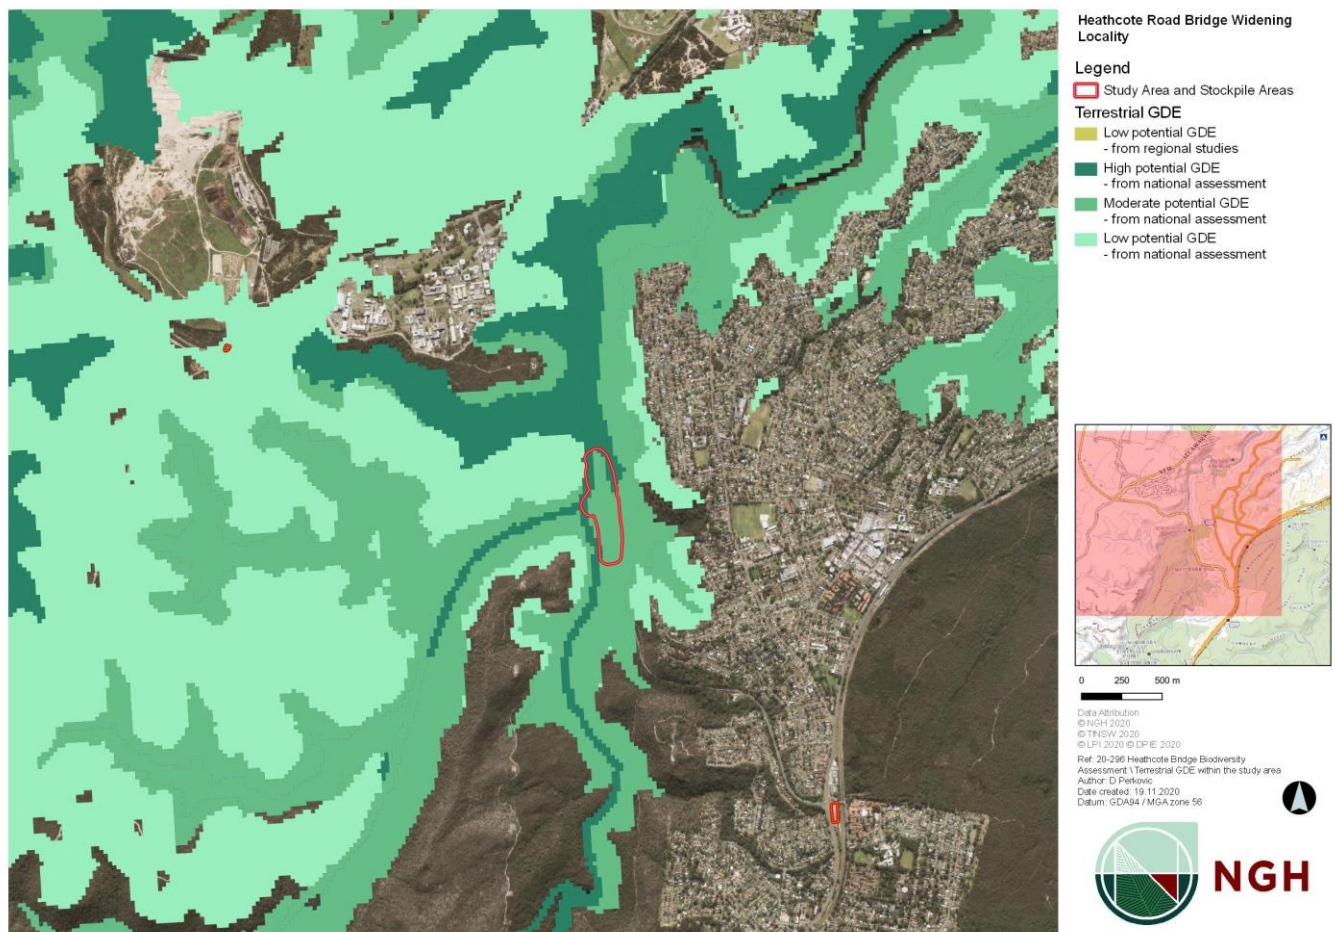 Heathcote Road Bridge Widening
Locality
Legend
Study Area and Stockpile Areas
Terrestrial GDE
Low potential GDE
- from regional studies
High potential GDE
- from national assessment
Moderate potential GDE
- from national assessment
Low potential GDE
- from national assessment
0 250 500 m
Data Attribution
© NGH 2020
© TfNSW 2020
© LPI 2020 © DPIE 2020
Ref: 20-296 Heathcote Bridge Biodiversity
Assessment \ Terrestrial GDE within the study area
Author: D Perkovic
Date created: 19.11.2020
Datum: GDA94 / MGA zone 56
NGH